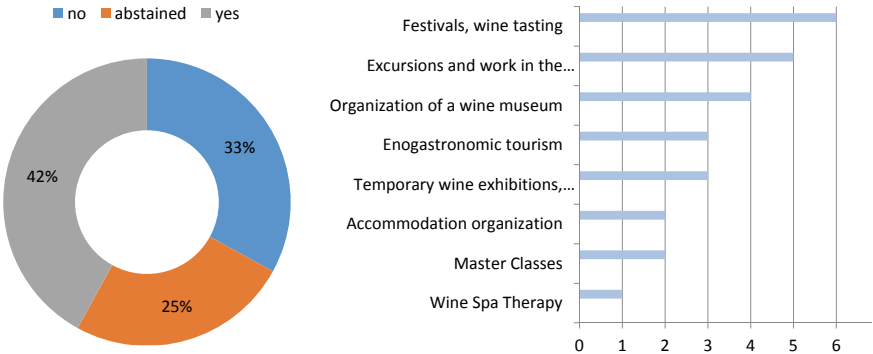 no abstained yes
33%
42%
25%
Festivals, wine tasting
Excursions and work in the…
Organization of a wine museum
Enogastronomic tourism
Temporary wine exhibitions,…
Accommodation organization
Master Classes
Wine Spa Therapy
0 1 2 3 4 5 6